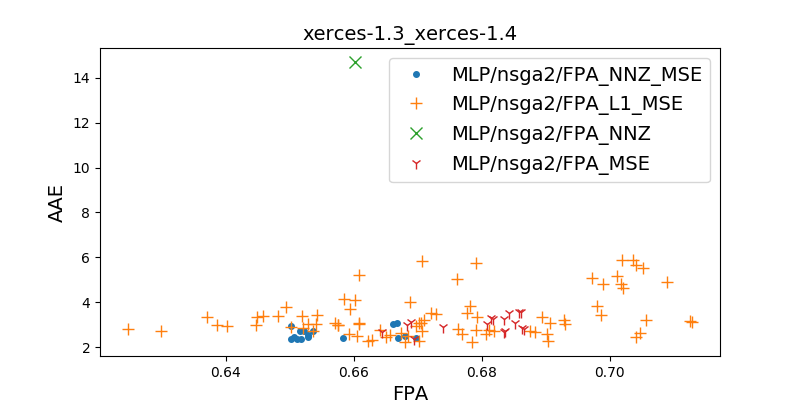 xerces-1.3_xerces-1.4
AAE
14
12
10
8
6
4
2
MLP/nsga2/FPA_NNZ_MSE
MLP/nsga2/FPA_L1_MSE
MLP/nsga2/FPA_NNZ
MLP/nsga2/FPA_MSE
0.64 0.66 0.68 0.70
FPA